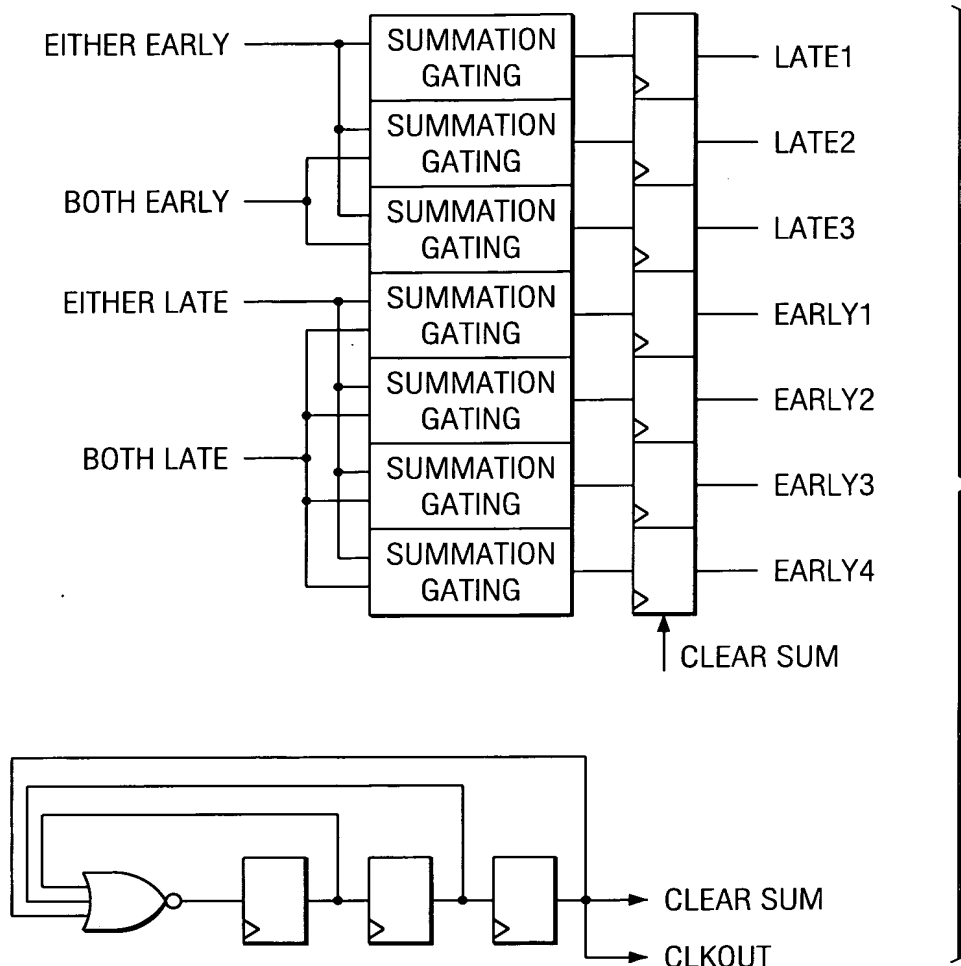 EITHER EARLY
BOTH EARLY
EITHER LATE
BOTH LATE
SUMMATION
GATING
SUMMATION
GATING
SUMMATION
GATING
SUMMATION
GATING
SUMMATION
GATING
SUMMATION
GATING
SUMMATION
GATING
LATE1
LATE2
LATE3
EARLY1
EARLY2
EARLY3
EARLY4
CLEAR SUM
CLEAR SUM
CLKOUT